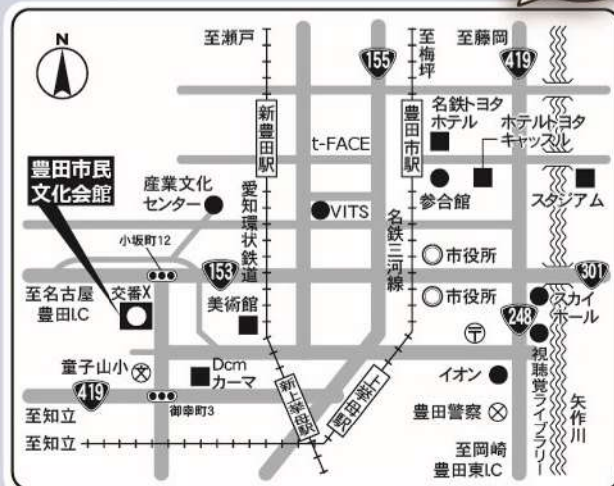 N
至瀬戸
155
至梅坪
至藤岡
419
新豊田駅
豊田市駅
名鉄トヨタ
ホテル
ホテルトヨタ
キャッスル
t-FACE
豊田市民
文化会館
産業文化
センター
愛知環状鉄道
VITS
名鉄三河線
参合館
スタジアム
小坂町12
153
市役所
301
至名古屋
豊田I.C
交番X
美術館
市役所
248
スカイ
ホール
〒
視聴覚ライブラリー
童子山小
文
Dcm
カーマ
新上挙母駅
上挙母駅
イオン
矢作川
419
御幸町3
豊田警察
至知立
至知立
至岡崎
豊田東I.C